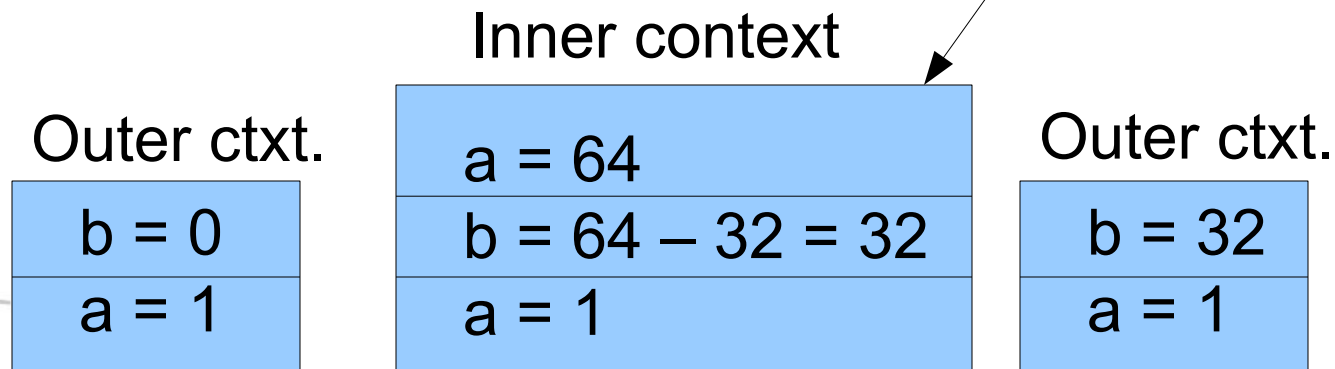 Inner context
Outer ctxt.
b = 0
a = 1
a = 64
b = 64 – 32 = 32
a = 1
Outer ctxt.
b = 32
a = 1